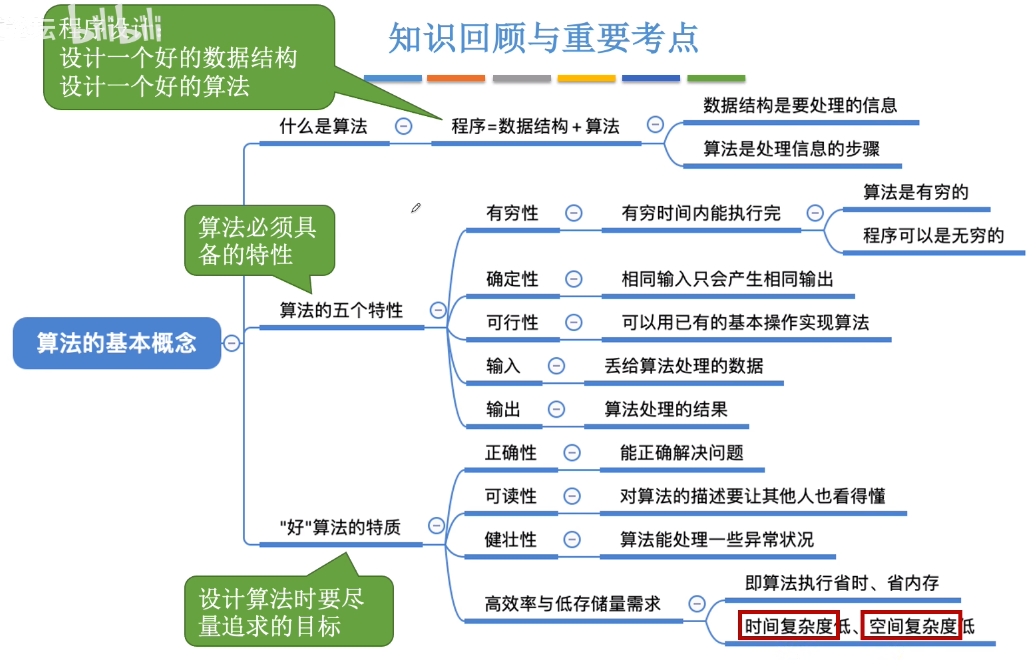 知识回顾与重要考点
程序设计:
设计一个好的数据结构
设计一个好的算法
什么是算法
程序=数据结构+算法
数据结构是要处理的信息
算法是处理信息的步骤
算法必须具
备的特性
算法的基本概念
算法的五个特性
有穷性
有穷时间内能执行完
算法是有穷的
程序可以是无穷的
确定性
相同输入只会产生相同输出
可行性
可以用已有的基本操作实现算法
输入
丢给算法处理的数据
输出
算法处理的结果
"好"算法的特质
正确性
能正确解决问题
可读性
对算法的描述要让其他人也看得懂
健壮性
算法能处理一些异常状况
高效率与低存储量需求
即算法执行省时、省内存
时间复杂度低、空间复杂度低
设计算法时要尽
量追求的目标
bilibili